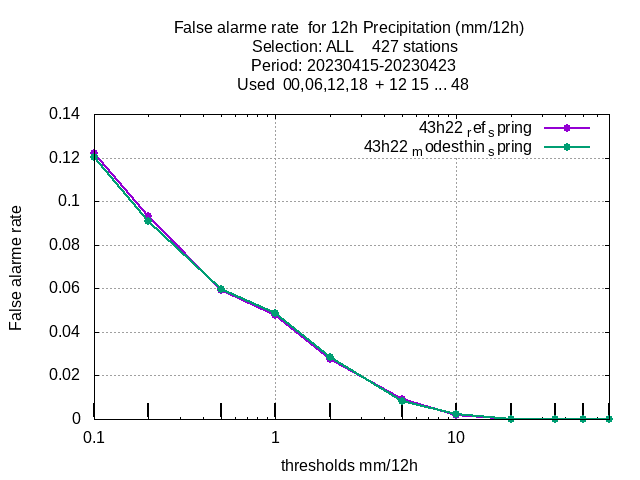 False alarme rate  for 12h Precipitation (mm/12h)
Selection: ALL    427 stations
Period: 20230415-20230423
Used  00,06,12,18  + 12 15 ... 48
43h22 ref spring
43h22 modesthin spring
0.14
0.12
0.1
0.08
0.06
0.04
0.02
0
False alarme rate
0.1 1 10
thresholds mm/12h